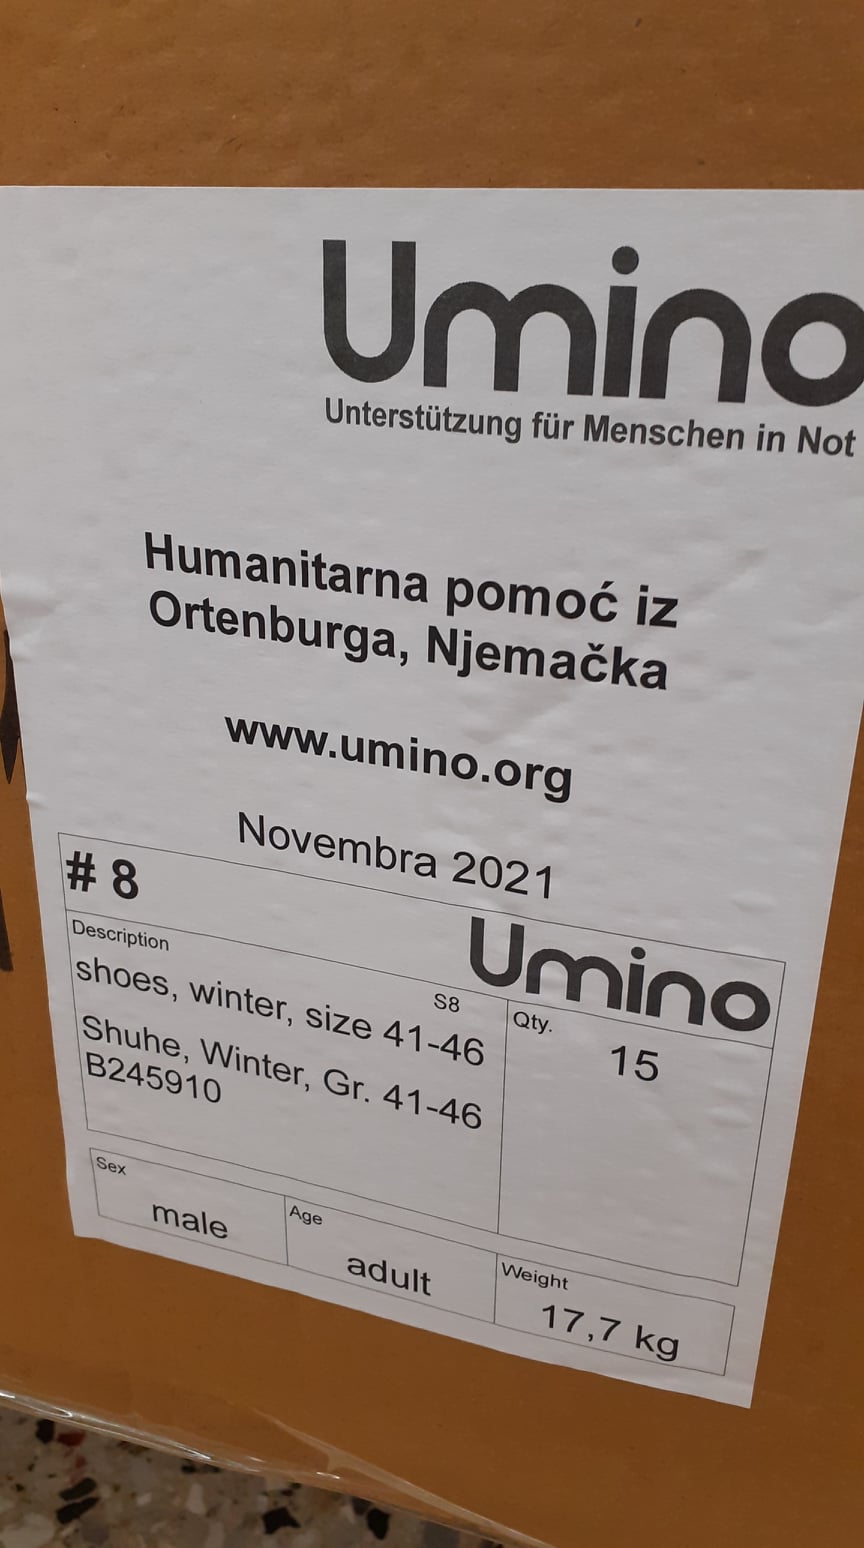 Umino
Unterstützung für Menschen in Not
Humanitarna pomoć iz
Ortenburga, Njemačka
www.umino.org
Novembra 2021
# 8
Umino
Description
S8
shoes, winter, size 41-46
Shuhe, Winter, Gr. 41-46
B245910
Qty.
15
Sex
male
Age
adult
Weight
17,7 kg